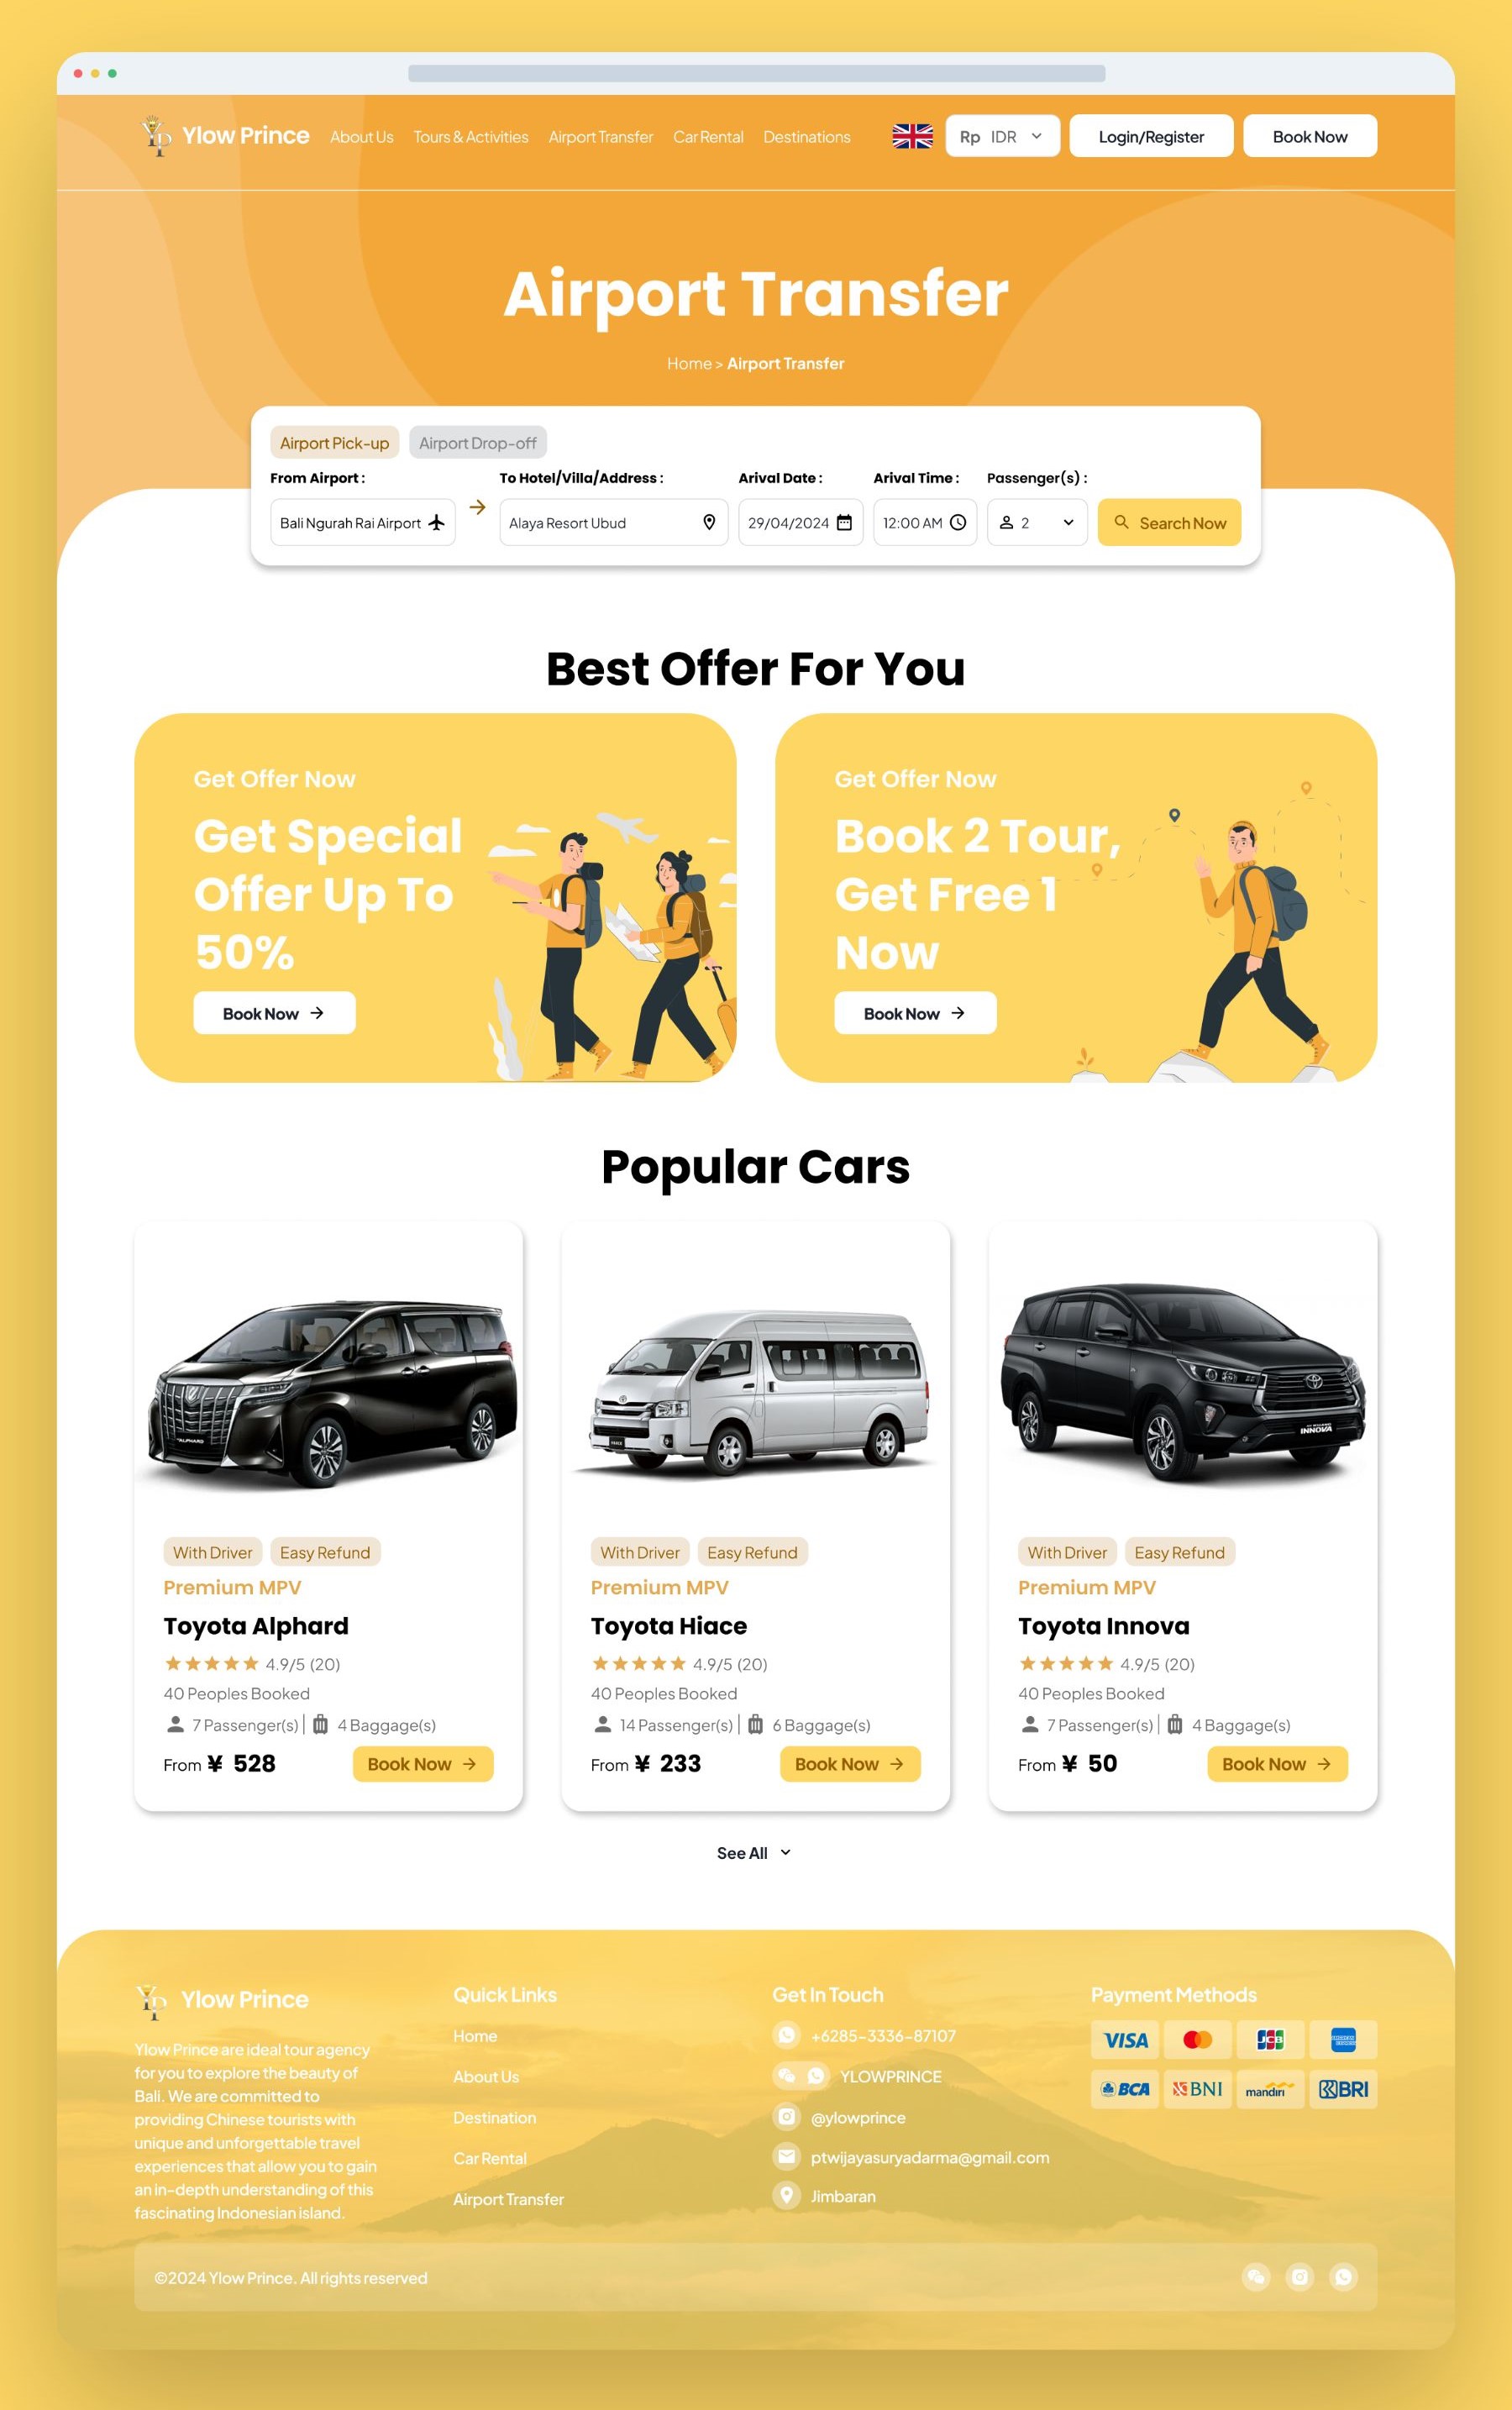 Ylow Prince About Us Tours & Activities Airport Transfer Car Rental Destinations Rp IDR Login/Register Book Now
Airport Transfer
Home > Airport Transfer
Airport Pick-up Airport Drop-off
From Airport : To Hotel/Villa/Address : Arival Date : Arival Time : Passenger(s) :
Bali Ngurah Rai Airport Alaya Resort Ubud 29/04/2024 12:00 AM 2 Search Now
Best Offer For You
Get Offer Now
Get Special
Offer Up To
50%
Book Now
Get Offer Now
Book 2 Tour,
Get Free 1
Now
Book Now
Popular Cars
ALPHARD
With Driver Easy Refund
Premium MPV
Toyota Alphard
4.9/5 (20)
40 Peoples Booked
7 Passenger(s) 4 Baggage(s)
From ¥ 528 Book Now
With Driver Easy Refund
Premium MPV
Toyota Hiace
4.9/5 (20)
40 Peoples Booked
14 Passenger(s) 6 Baggage(s)
From ¥ 233 Book Now
INNOVA
With Driver Easy Refund
Premium MPV
Toyota Innova
4.9/5 (20)
40 Peoples Booked
7 Passenger(s) 4 Baggage(s)
From ¥ 50 Book Now
See All
Ylow Prince
Ylow Prince are ideal tour agency
for you to explore the beauty of
Bali. We are committed to
providing Chinese tourists with
unique and unforgettable travel
experiences that allow you to gain
an in-depth understanding of this
fascinating Indonesian island.
Quick Links
Home
About Us
Destination
Car Rental
Airport Transfer
Get In Touch
+6285-3336-87107
YLOWPRINCE
@ylowprince
ptwijayasuryadarma@gmail.com
Jimbaran
Payment Methods
VISA JCB AMERICAN EXPRESS
BCA BNI mandiri BRI
©2024 Ylow Prince. All rights reserved